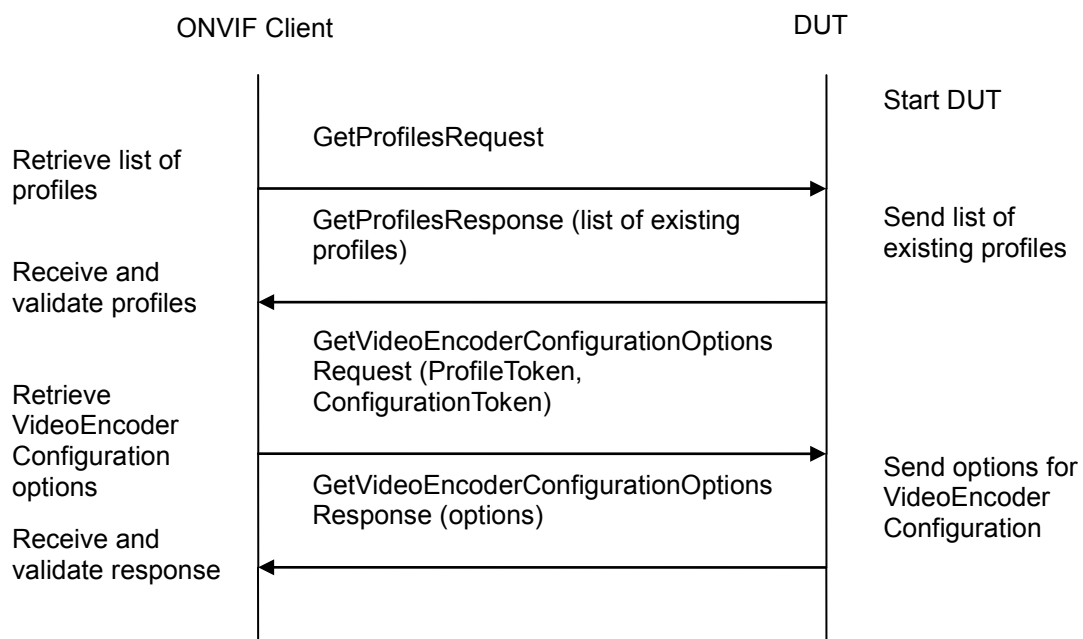 ONVIF Client
DUT
Start DUT
GetProfilesRequest
Retrieve list of
profiles
GetProfilesResponse (list of existing
profiles)
Send list of
existing profiles
Receive and
validate profiles
GetVideoEncoderConfigurationOptions
Request (ProfileToken,
ConfigurationToken)
Retrieve
VideoEncoder
Configuration
options
Send options for
VideoEncoder
Configuration
GetVideoEncoderConfigurationOptions
Response (options)
Receive and
validate response